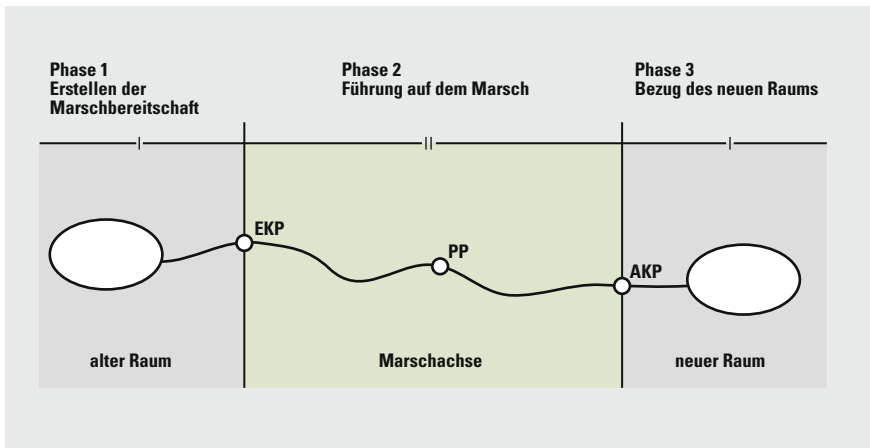 Phase 1
Erstellen der
Marschbereitschaft
Phase 2
Führung auf dem Marsch
Phase 3
Bezug des neuen Raums
EKP
PP
AKP
alter Raum
Marschachse
neuer Raum